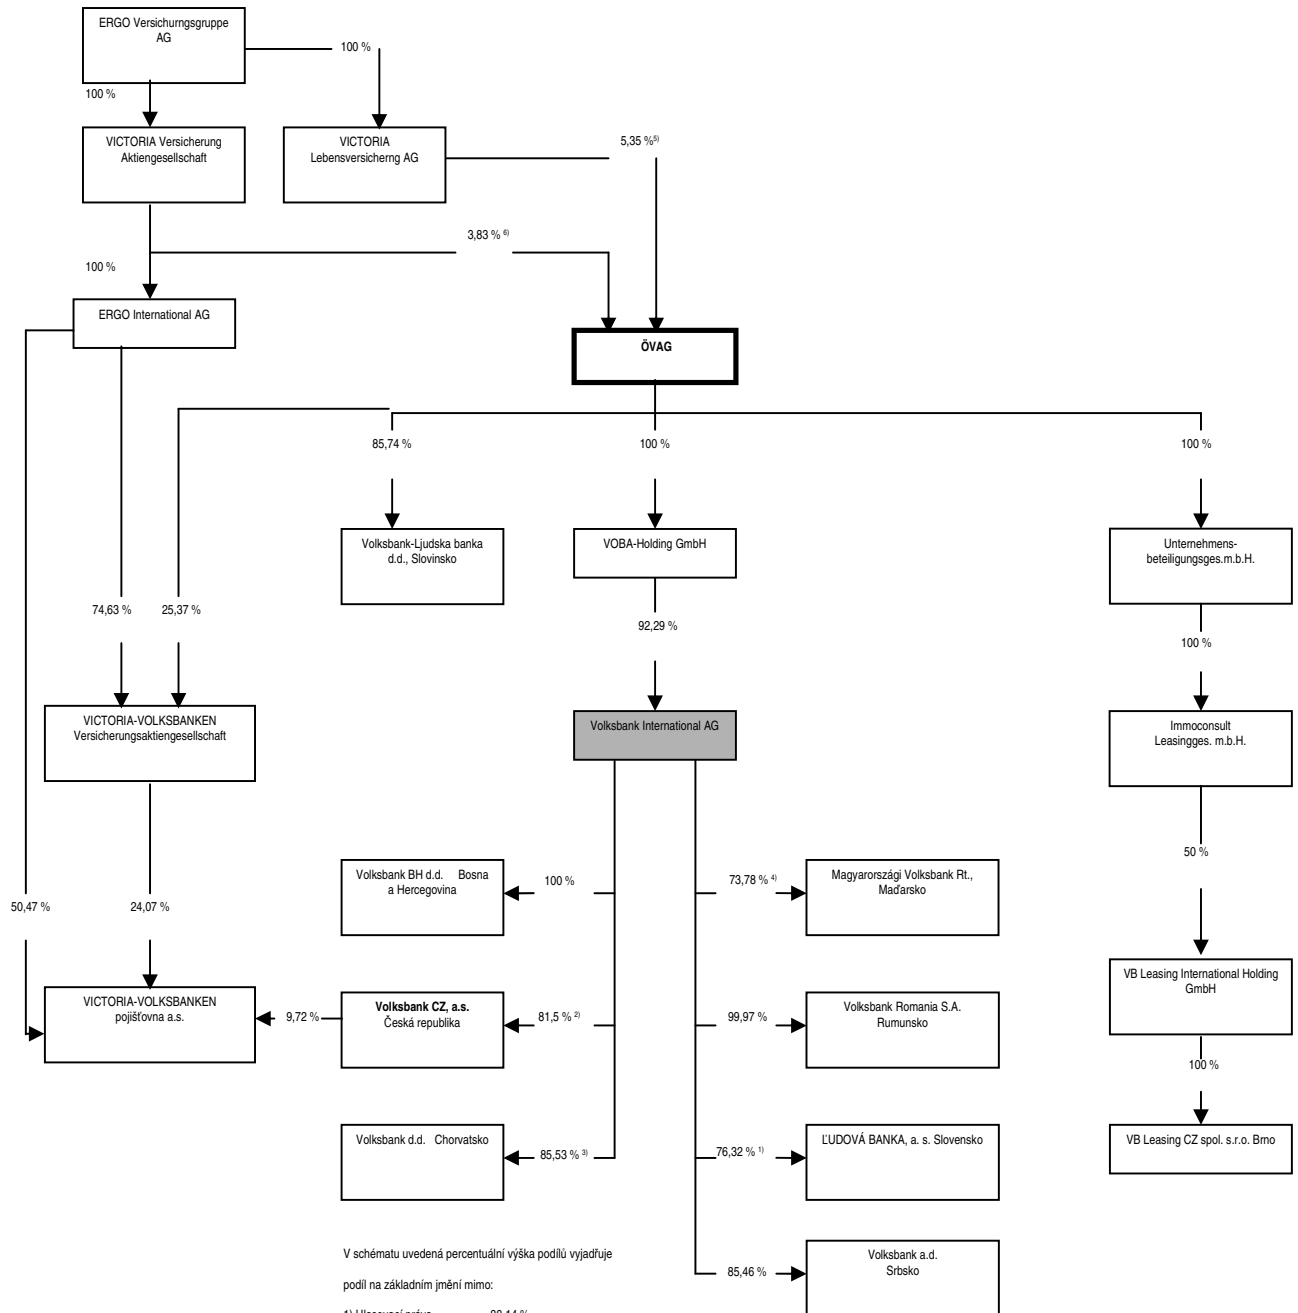 ERGO Versichurngsgruppe
AG
100 %
100 %
VICTORIA Versicherung
Aktiengesellschaft
VICTORIA
Lebensversicherng AG
5,35 % 5)
3,83 % 6)
100 %
ERGO International AG
ÖVAG
85,74 %
100 %
100 %
Volksbank-Ljudska banka
d.d., Slovinsko
VOBA-Holding GmbH
Unternehmens-
beteiligungsges.m.b.H.
74,63 %
25,37 %
92,29 %
100 %
VICTORIA-VOLKSBANKEN
Versicherungsaktiengesellschaft
Volksbank International AG
Immoconsult
Leasingges. m.b.H.
50 %
Volksbank BH d.d. Bosna
a Hercegovina
100 %
73,78 % 4)
Magyarországi Volksbank Rt.,
Maďarsko
50,47 %
24,07 %
VB Leasing International Holding
GmbH
VICTORIA-VOLKSBANKEN
pojišťovna a.s.
9,72 %
Volksbank CZ, a.s.
Česká republika
81,5 % 2)
99,97 %
Volksbank Romania S.A.
Rumunsko
100 %
Volksbank d.d. Chorvatsko
85,53 % 3)
76,32 % 1)
ĽUDOVÁ BANKA, a. s. Slovensko
VB Leasing CZ spol. s.r.o. Brno
V schématu uvedená percentuální výška podílů vyjadřuje
podíl na základním jmění mimo:
85,46 %
Volksbank a.d.
Srbsko